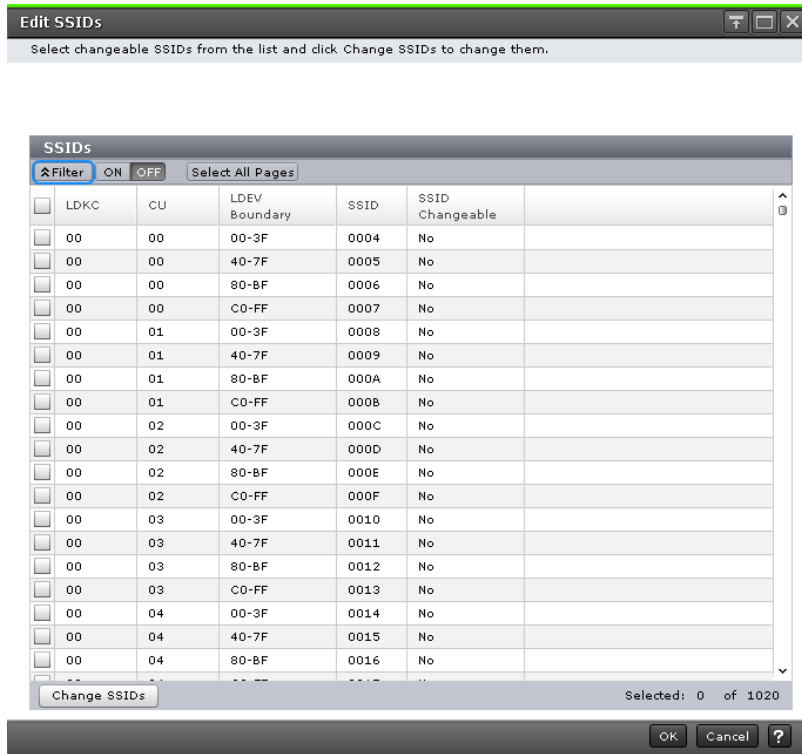 Edit SSIDs
Select changeable SSIDs from the list and click Change SSIDs to change them.
SSIDs
Filter ON OFF Select All Pages
LDKC CU LDEV Boundary SSID SSID Changeable
00 00 00-3F 0004 No
00 00 40-7F 0005 No
00 00 80-BF 0006 No
00 00 C0-FF 0007 No
00 01 00-3F 0008 No
00 01 40-7F 0009 No
00 01 80-BF 000A No
00 01 C0-FF 000B No
00 02 00-3F 000C No
00 02 40-7F 000D No
00 02 80-BF 000E No
00 02 C0-FF 000F No
00 03 00-3F 0010 No
00 03 40-7F 0011 No
00 03 80-BF 0012 No
00 03 C0-FF 0013 No
00 04 00-3F 0014 No
00 04 40-7F 0015 No
00 04 80-BF 0016 No
Change SSIDs Selected: 0 of 1020
OK Cancel ?